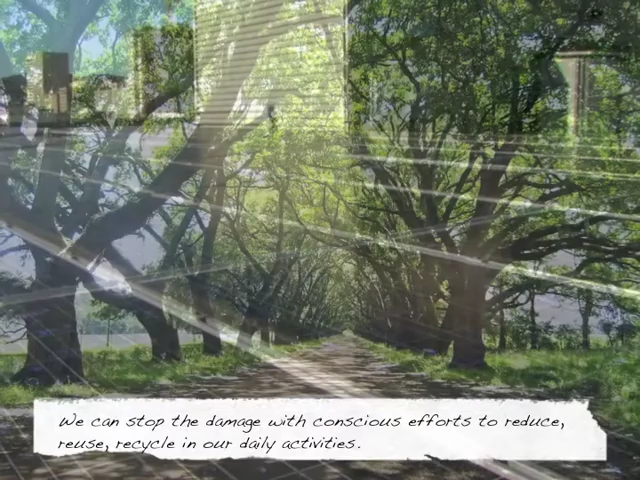 We can stop the damage with conscious efforts to reduce,
reuse, recycle in our daily activities.